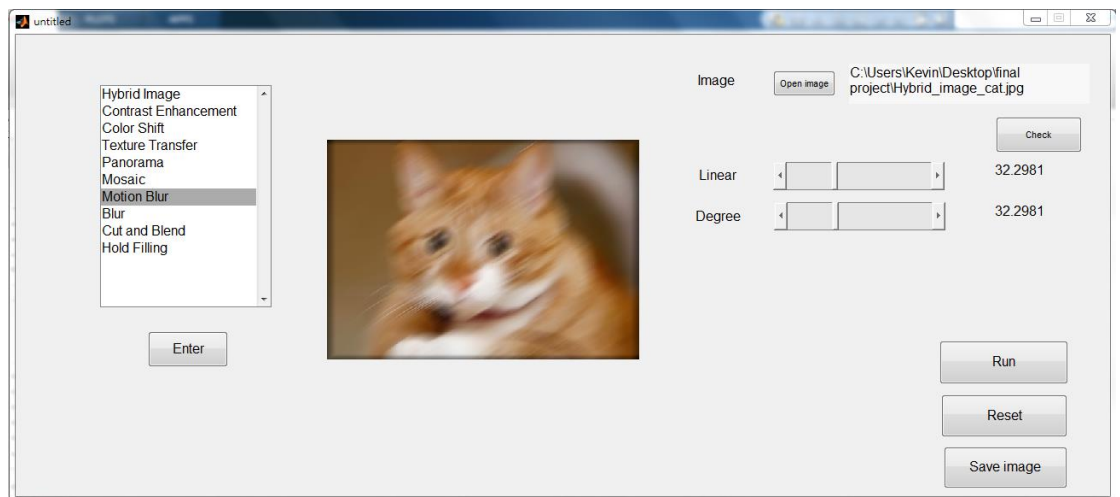 untitled
Hybrid Image
Contrast Enhancement
Color Shift
Texture Transfer
Panorama
Mosaic
Motion Blur
Blur
Cut and Blend
Hold Filling
Enter
Image
Open image
C:\Users\Kevin\Desktop\final
project\Hybrid_image_cat.jpg
Check
Linear
32.2981
Degree
32.2981
Run
Reset
Save image